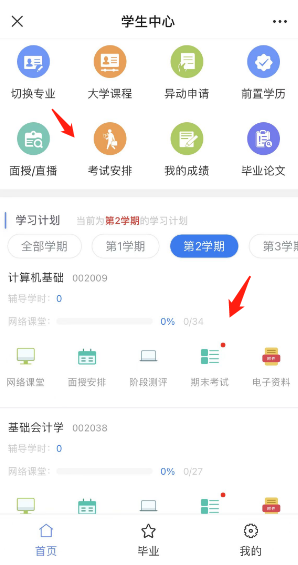 学生中心
切换专业 大学课程 异动申请 前置学历
面授/直播 考试安排 我的成绩 毕业论文
学习计划 当前为第2学期的学习计划
全部学期 第1学期 第2学期 第3学期
计算机基础 002009
辅导学时： 0
网络课堂： 0% 0/34
网络课堂 面授安排 阶段测评 期末考试 电子资料
基础会计学 002038
辅导学时： 0
网络课堂： 0% 0/27
首页 毕业 我的